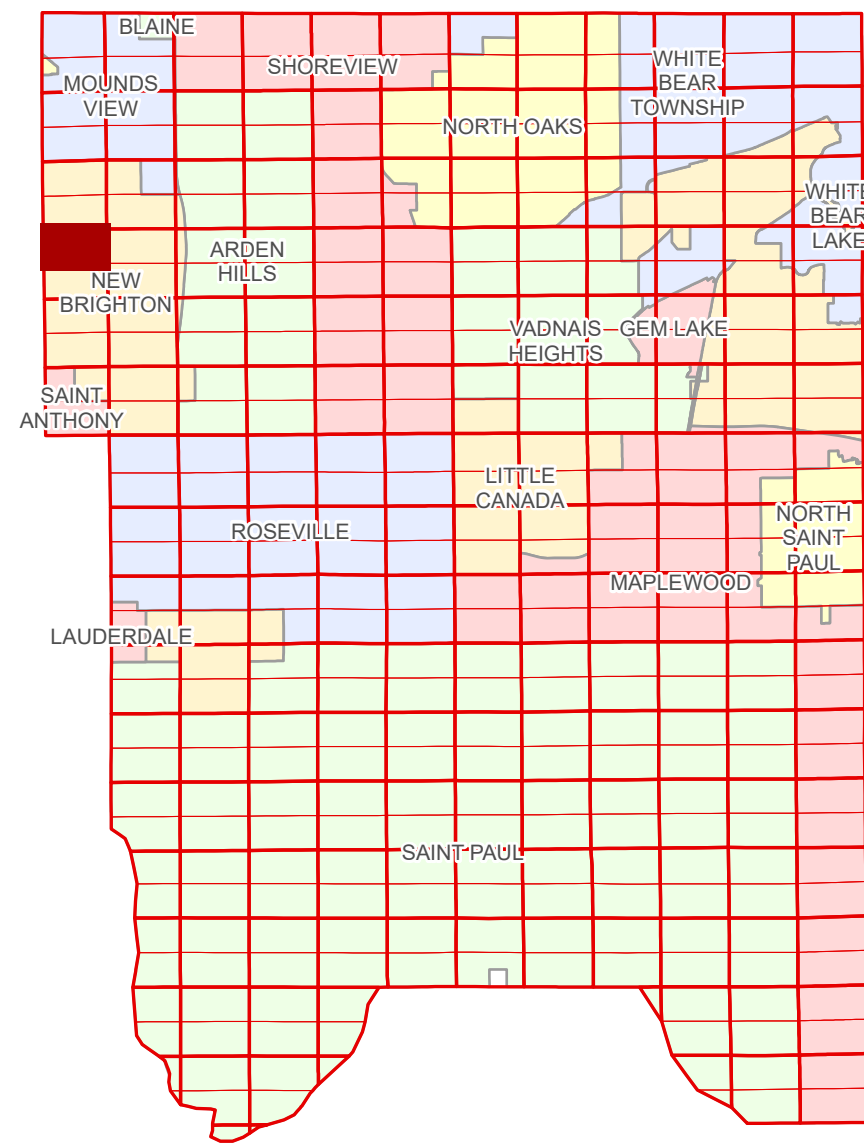 BLAINE
SHOREVIEW
WHITE
BEAR
TOWNSHIP
MOUNDS
VIEW
NORTH OAKS
WHITE
BEAR
LAKE
ARDEN
HILLS
NEW
BRIGHTON
VADNAIS
HEIGHTS
GEM LAKE
SAINT
ANTHONY
LITTLE
CANADA
NORTH
SAINT
PAUL
ROSEVILLE
MAPLEWOOD
LAUDERDALE
SAINT PAUL